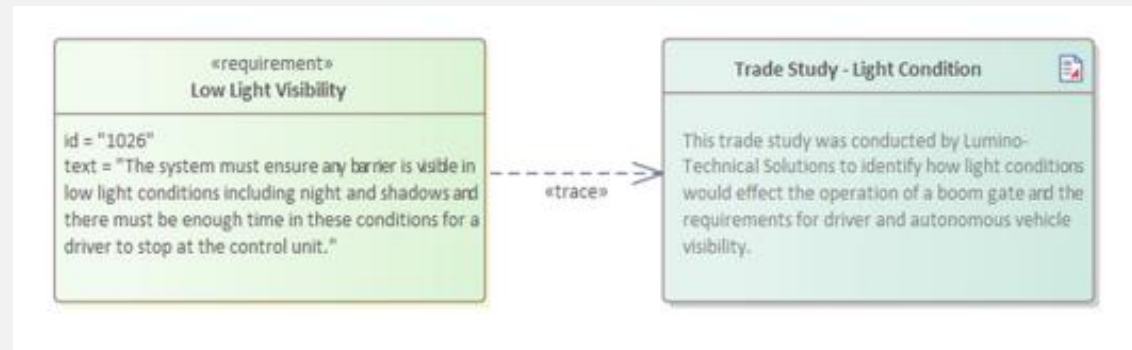 «requirement»
Low Light Visibility
id = "1026"
text = "The system must ensure any barrier is visible in
low light conditions including night and shadows and
there must be enough time in these conditions for a
driver to stop at the control unit."
«trace»
Trade Study - Light Condition
This trade study was conducted by Lumino-
Technical Solutions to identify how light conditions
would effect the operation of a boom gate and the
requirements for driver and autonomous vehicle
visibility.